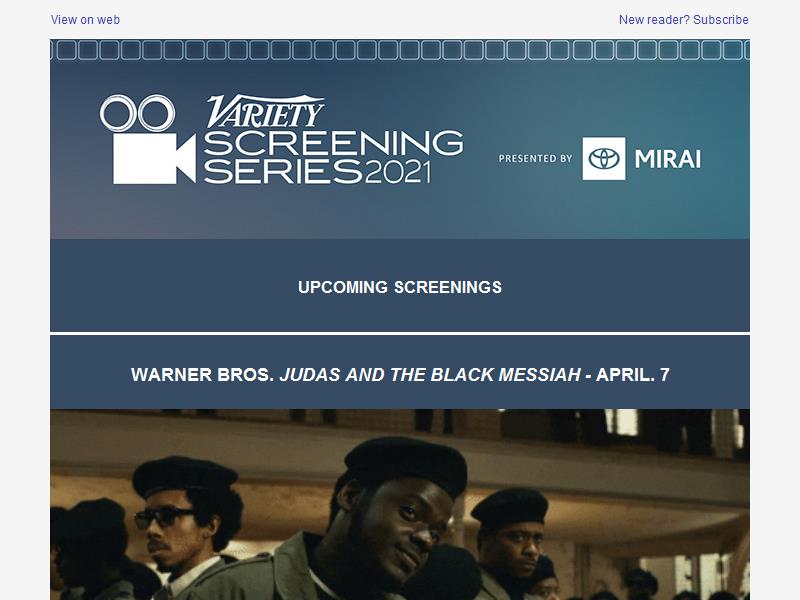 View on web
New reader? Subscribe
VARIETY
SCREENING
SERIES 2021
PRESENTED BY
MIRAI
UPCOMING SCREENINGS
WARNER BROS. JUDAS AND THE BLACK MESSIAH - APRIL. 7